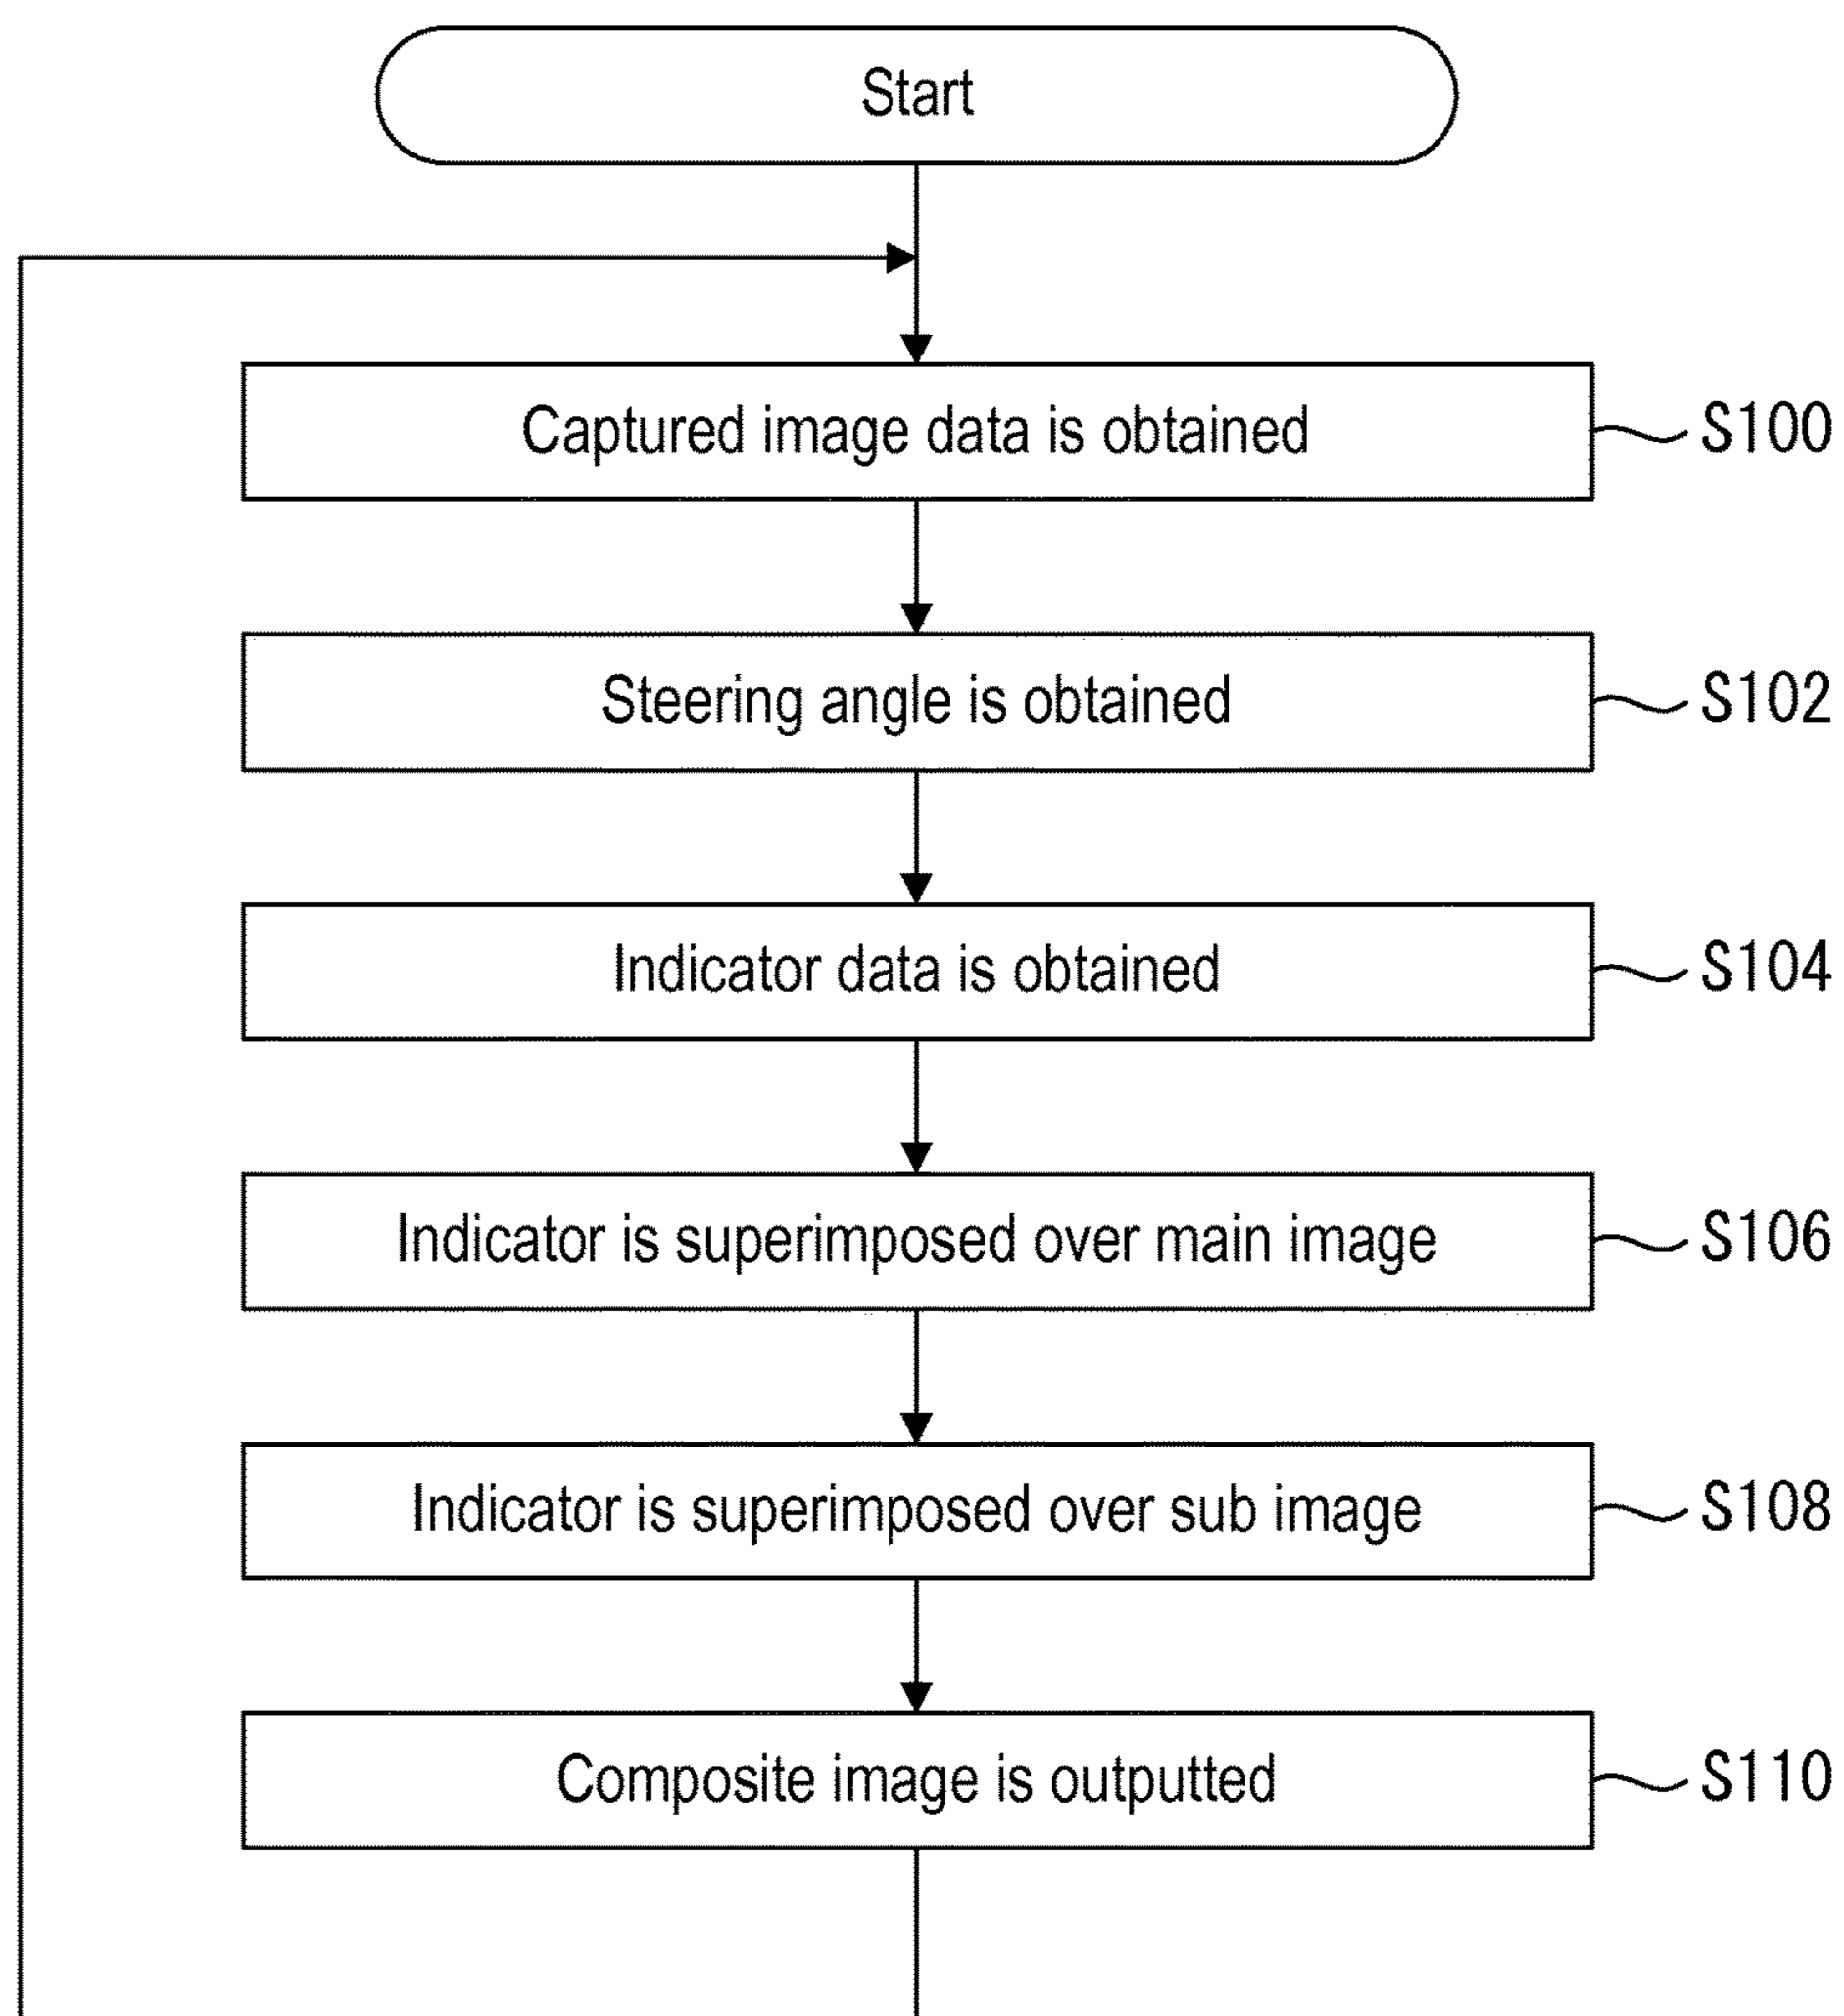 Start
Captured image data is obtained S100
Steering angle is obtained S102
Indicator data is obtained S104
Indicator is superimposed over main image S106
Indicator is superimposed over sub image S108
Composite image is outputted S110